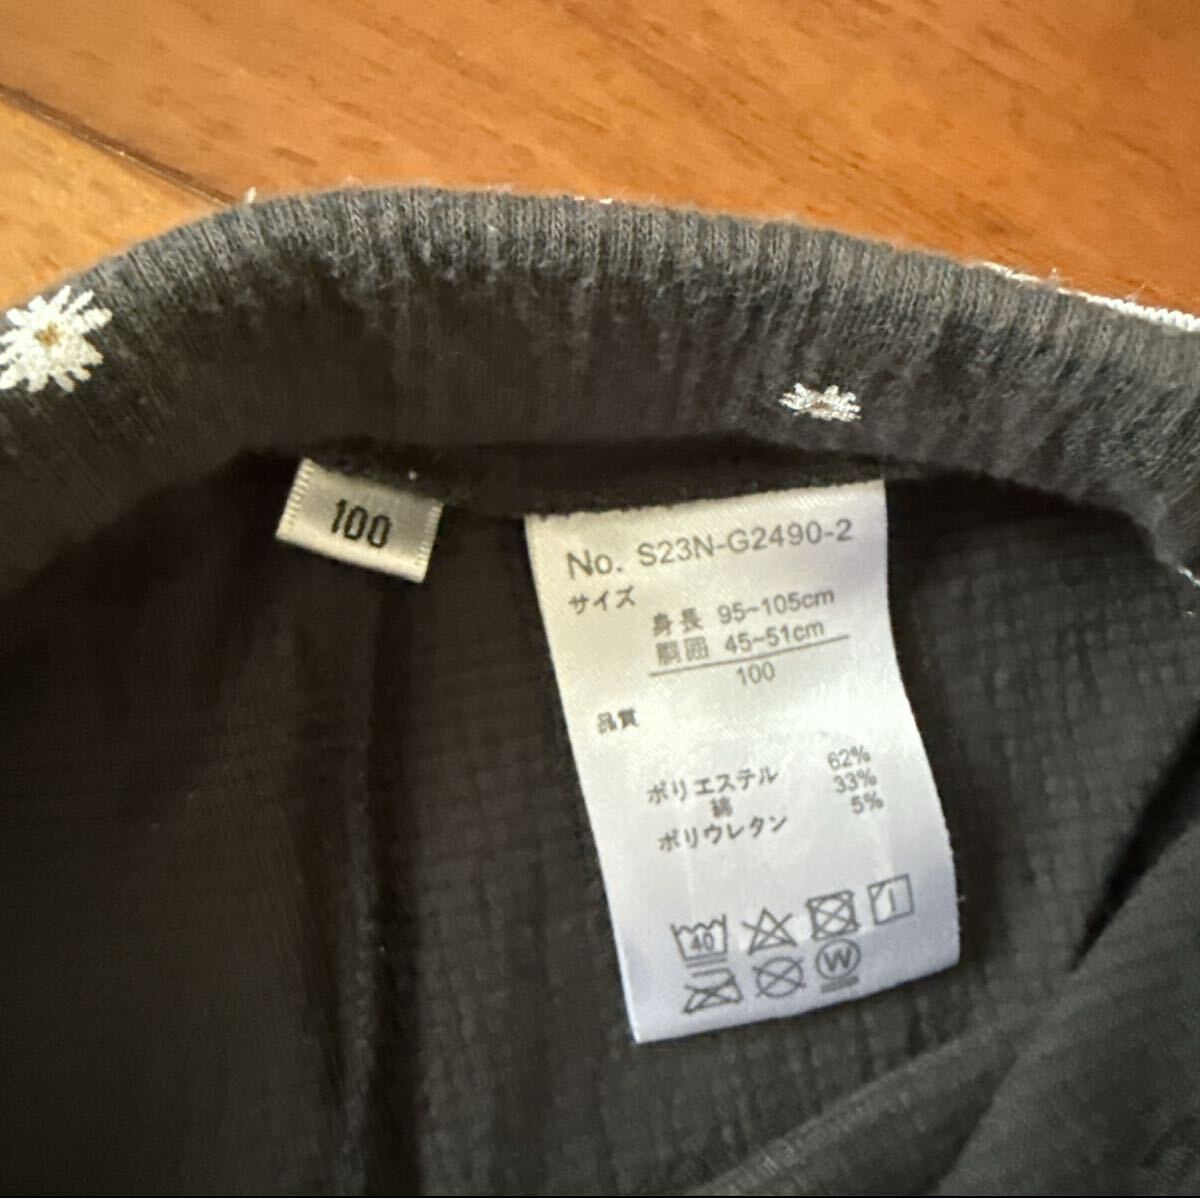 100
No. S23N-G2490-2
サイズ
身長 95~105cm
胴囲 45~51cm
100
品質
ポリエステル 62%
綿 33%
ポリウレタン 5%
40
W